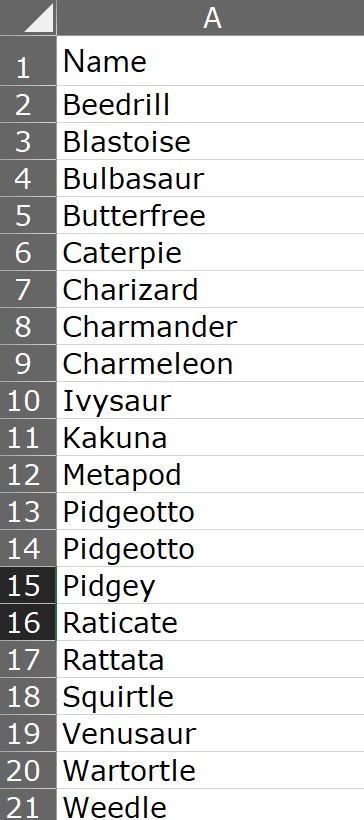 A
1 Name
2 Beedrill
3 Blastoise
4 Bulbasaur
5 Butterfree
6 Caterpie
7 Charizard
8 Charmander
9 Charmeleon
10 Ivysaur
11 Kakuna
12 Metapod
13 Pidgeotto
14 Pidgeotto
15 Pidgey
16 Raticate
17 Rattata
18 Squirtle
19 Venusaur
20 Wartortle
21 Weedle